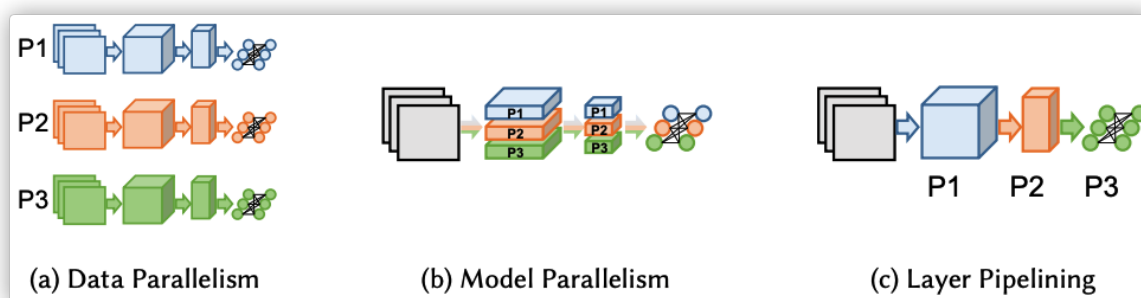 P1
P2
P3
P1 P1
P2 P2
P3 P3
P1 P2 P3
(a) Data Parallelism
(b) Model Parallelism
(c) Layer Pipelining